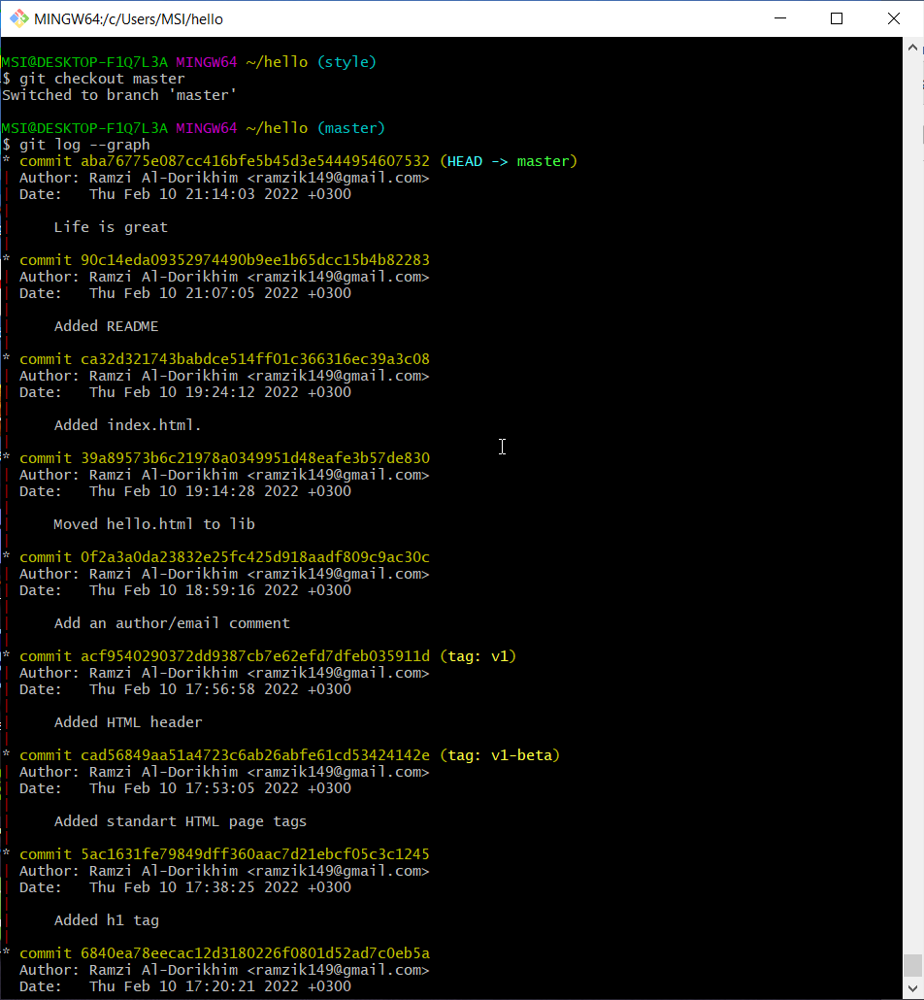 MINGW64:/c/Users/MSI/hello
MSI@DESKTOP-F1Q7L3A MINGW64 ~/hello (style)
$ git checkout master
Switched to branch 'master'
MSI@DESKTOP-F1Q7L3A MINGW64 ~/hello (master)
$ git log --graph
* commit aba76775e087cc416bfe5b45d3e5444954607532 (HEAD -> master)
| Author: Ramzi Al-Dorikhim <ramzik149@gmail.com>
| Date:   Thu Feb 10 21:14:03 2022 +0300
|
|     Life is great
|
* commit 90c14eda09352974490b9ee1b65dcc15b4b82283
| Author: Ramzi Al-Dorikhim <ramzik149@gmail.com>
| Date:   Thu Feb 10 21:07:05 2022 +0300
|
|     Added README
|
* commit ca32d321743babdce514ff01c366316ec39a3c08
| Author: Ramzi Al-Dorikhim <ramzik149@gmail.com>
| Date:   Thu Feb 10 19:24:12 2022 +0300
|
|     Added index.html.
|
* commit 39a89573b6c21978a0349951d48eafe3b57de830
| Author: Ramzi Al-Dorikhim <ramzik149@gmail.com>
| Date:   Thu Feb 10 19:14:28 2022 +0300
|
|     Moved hello.html to lib
|
* commit 0f2a3a0da23832e25fc425d918aadf809c9ac30c
| Author: Ramzi Al-Dorikhim <ramzik149@gmail.com>
| Date:   Thu Feb 10 18:59:16 2022 +0300
|
|     Add an author/email comment
|
* commit acf9540290372dd9387cb7e62efd7dfeb035911d (tag: v1)
| Author: Ramzi Al-Dorikhim <ramzik149@gmail.com>
| Date:   Thu Feb 10 17:56:58 2022 +0300
|
|     Added HTML header
|
* commit cad56849aa51a4723c6ab26abfe61cd53424142e (tag: v1-beta)
| Author: Ramzi Al-Dorikhim <ramzik149@gmail.com>
| Date:   Thu Feb 10 17:53:05 2022 +0300
|
|     Added standart HTML page tags
|
* commit 5ac1631fe79849dff360aac7d21ebcf05c3c1245
| Author: Ramzi Al-Dorikhim <ramzik149@gmail.com>
| Date:   Thu Feb 10 17:38:25 2022 +0300
|
|     Added h1 tag
|
* commit 6840ea78eecac12d3180226f0801d52ad7c0eb5a
  Author: Ramzi Al-Dorikhim <ramzik149@gmail.com>
  Date:   Thu Feb 10 17:20:21 2022 +0300